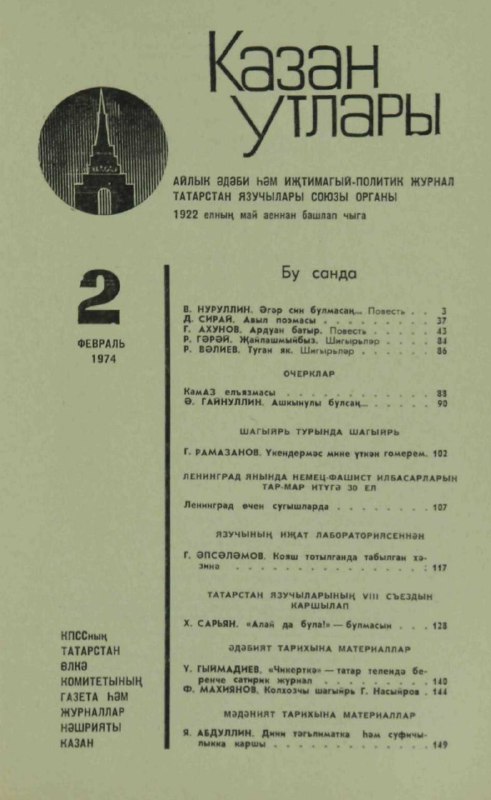 Казан
утлары
АЙЛЫК ӘДӘБИ ҺӘМ ИҖТИМАГЫЙ-ПОЛИТИК ЖУРНАЛ
ТАТАРСТАН ЯЗУЧЫЛАРЫ СОЮЗЫ ОРГАНЫ
1922 елның май аеннан башлап чыга
2
ФЕВРАЛЬ
1974
Бу санда
В. НУРУЛЛИН. Әгәр син булмасаң... Повесть . . 3
Д. СИРАЙ. Авыл поэмасы . . . . . . . . . 37
Г. АХУНОВ. Ардуан батыр. Повесть . . . . . 43
Р. ГӘРӘЙ. Җайлашмыйбыз. Шигырьләр . . . 84
Р. ВӘЛИЕВ. Туган як. Шигырьләр . . . . . 86
ОЧЕРКЛАР
КамАЗ елъязмасы . . . . . . . . . . . 88
Ә. ГАЙНУЛЛИН. Ашкынулы булсаң... . . . . . 90
ШАГЫЙРЬ ТУРЫНДА ШАГЫЙРЬ
Г. РАМАЗАНОВ. Үкендермәс мине үткән гомерем. 102
ЛЕНИНГРАД ЯНЫНДА НЕМЕЦ-ФАШИСТ ИЛБАСАРЛАРЫН
ТАР-МАР ИТҮГӘ 30 ЕЛ
Ленинград өчен сугышларда . . . . . . . . 107
ЯЗУЧЫНЫҢ ИҖАТ ЛАБОРАТОРИЯСЕННӘН
Г. ӘПСӘЛӘМОВ. Кояш тотылганда табылган хә-
зинә . . . . . . . . . . . . . : 117
ТАТАРСТАН ЯЗУЧЫЛАРЫНЫҢ VIII СЪЕЗДЫН
КАРШЫЛАП
Х. САРЬЯН. «Алай да була!» — булмасын . . . 128
ӘДӘБИЯТ ТАРИХЫНА МАТЕРИАЛЛАР
У. ГЫЙМАДИЕВ. «Чикерткә» — татар телендә бе-
ренче сатирик журнал . . . . . . . . 140
Ф. МАХИЯНОВ. Колхозчы шагыйрь Г. Насыйров . 144
МӘДӘНИЯТ ТАРИХЫНА МАТЕРИАЛЛАР
Я. АБДУЛЛИН. Дини тәгълиматка һәм суфичы-
лыкка каршы . . . . . . . . . . . 149
КПССның
ТАТАРСТАН
ӨЛКӘ
КОМИТЕТЫНЫҢ
ГАЗЕТА ҺӘМ
ЖУРНАЛЛАР
НӘШРИЯТЫ
КАЗАН